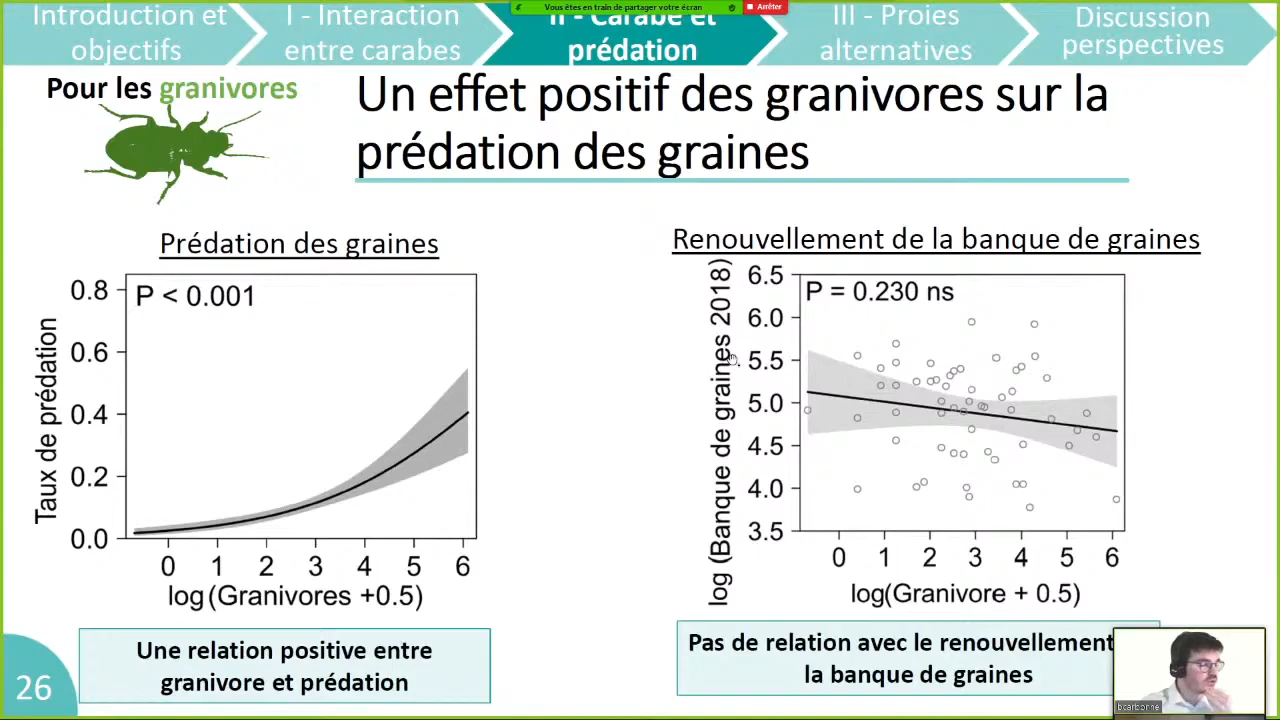 Vous êtes en train de partager votre écran
Arrêter
Introduction et
objectifs
I - Interaction
entre carabes
II - Carabe et
prédation
III - Proies
alternatives
Discussion
perspectives
Pour les granivores
Un effet positif des granivores sur la
prédation des graines
Prédation des graines
P < 0.001
Taux de prédation
0.8
0.6
0.4
0.2
0.0
0 1 2 3 4 5 6
log(Granivores +0.5)
Une relation positive entre
granivore et prédation
Renouvellement de la banque de graines
P = 0.230 ns
log (Banque de graines 2018)
6.5
6.0
5.5
5.0
4.5
4.0
3.5
0 1 2 3 4 5 6
log(Granivore + 0.5)
Pas de relation avec le renouvellement
la banque de graines
26
bcarbonne